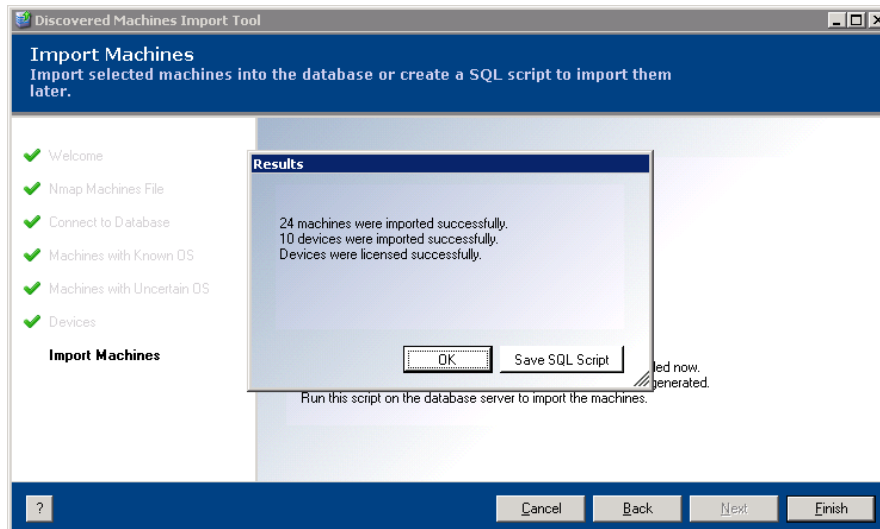 Discovered Machines Import Tool
Import Machines
Import selected machines into the database or create a SQL script to import them
later.
Welcome
Nmap Machines File
Connect to Database
Machines with Known OS
Machines with Uncertain OS
Devices
Import Machines
Results
24 machines were imported successfully.
10 devices were imported successfully.
Devices were licensed successfully.
OK
Save SQL Script
led now.
generated.
Run this script on the database server to import the machines.
?
Cancel
Back
Next
Finish